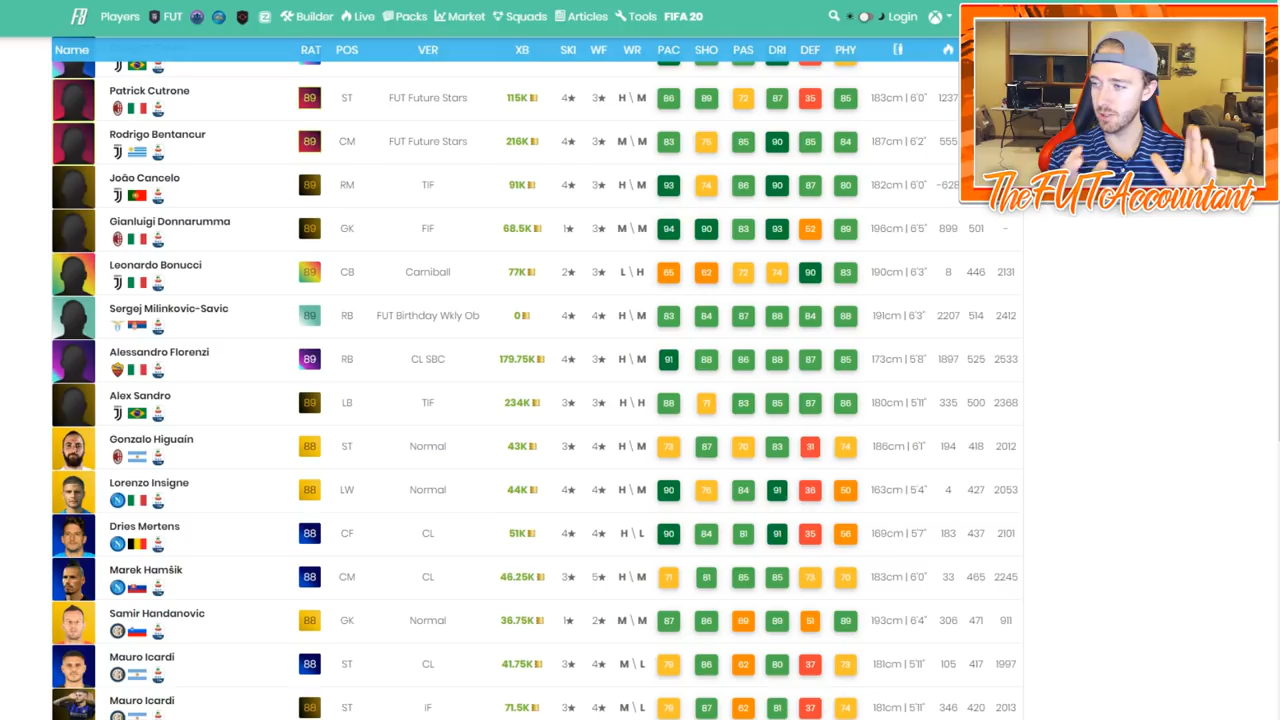 FB Players FUT Builder Live Packs Market Squads Articles Tools FIFA 20 Login
Name RAT POS VER XB SKI WF WR PAC SHO PAS DRI DEF PHY
Patrick Cutrone 89 ST FUT Future Stars 115K 4★ 3★ H \ M 86 89 72 87 35 85 183cm | 6'0" 1237
Rodrigo Bentancur 89 CM FUT Future Stars 216K 4★ 3★ M \ M 83 75 85 90 85 84 187cm | 6'2" 555
João Cancelo 89 RM TIF 91K 4★ 3★ H \ M 93 74 86 90 87 80 182cm | 6'0" -628
Gianluigi Donnarumma 89 GK FIF 68.5K 1★ 3★ M \ M 94 90 83 93 52 89 196cm | 6'5" 899 501 -
Leonardo Bonucci 89 CB Carniball 77K 2★ 3★ L \ H 65 62 72 74 90 83 190cm | 6'3" 8 446 2131
Sergej Milinkovic-Savic 89 RB FUT Birthday Wkly Ob 0 4★ 4★ H \ M 83 84 87 88 84 88 191cm | 6'3" 2207 514 2412
Alessandro Florenzi 89 RB CL SBC 179.75K 4★ 3★ H \ M 91 88 86 88 87 85 173cm | 5'8" 1897 525 2533
Alex Sandro 89 LB TIF 234K 3★ 3★ H \ H 88 71 83 85 87 86 180cm | 5'11" 335 500 2368
Gonzalo Higuaín 88 ST Normal 43K 3★ 4★ H \ M 73 87 70 83 31 74 186cm | 6'1" 194 418 2012
Lorenzo Insigne 88 LW Normal 44K 4★ 4★ H \ M 90 76 84 91 36 50 163cm | 5'4" 4 427 2053
Dries Mertens 88 CF CL 51K 4★ 4★ H \ L 90 84 81 91 35 56 169cm | 5'7" 183 437 2101
Marek Hamšik 88 CM CL 46.25K 3★ 5★ H \ M 71 81 85 85 73 70 183cm | 6'0" 33 465 2245
Samir Handanovic 88 GK Normal 36.75K 1★ 2★ M \ M 87 86 69 89 51 89 193cm | 6'4" 306 471 911
Mauro Icardi 88 ST CL 41.75K 3★ 4★ M \ L 79 86 62 80 37 73 181cm | 5'11" 105 417 1997
Mauro Icardi 88 ST IF 71.5K 3★ 4★ M \ L 79 87 62 81 37 74 181cm | 5'11" 346 420 2013
TheFUTAccountant